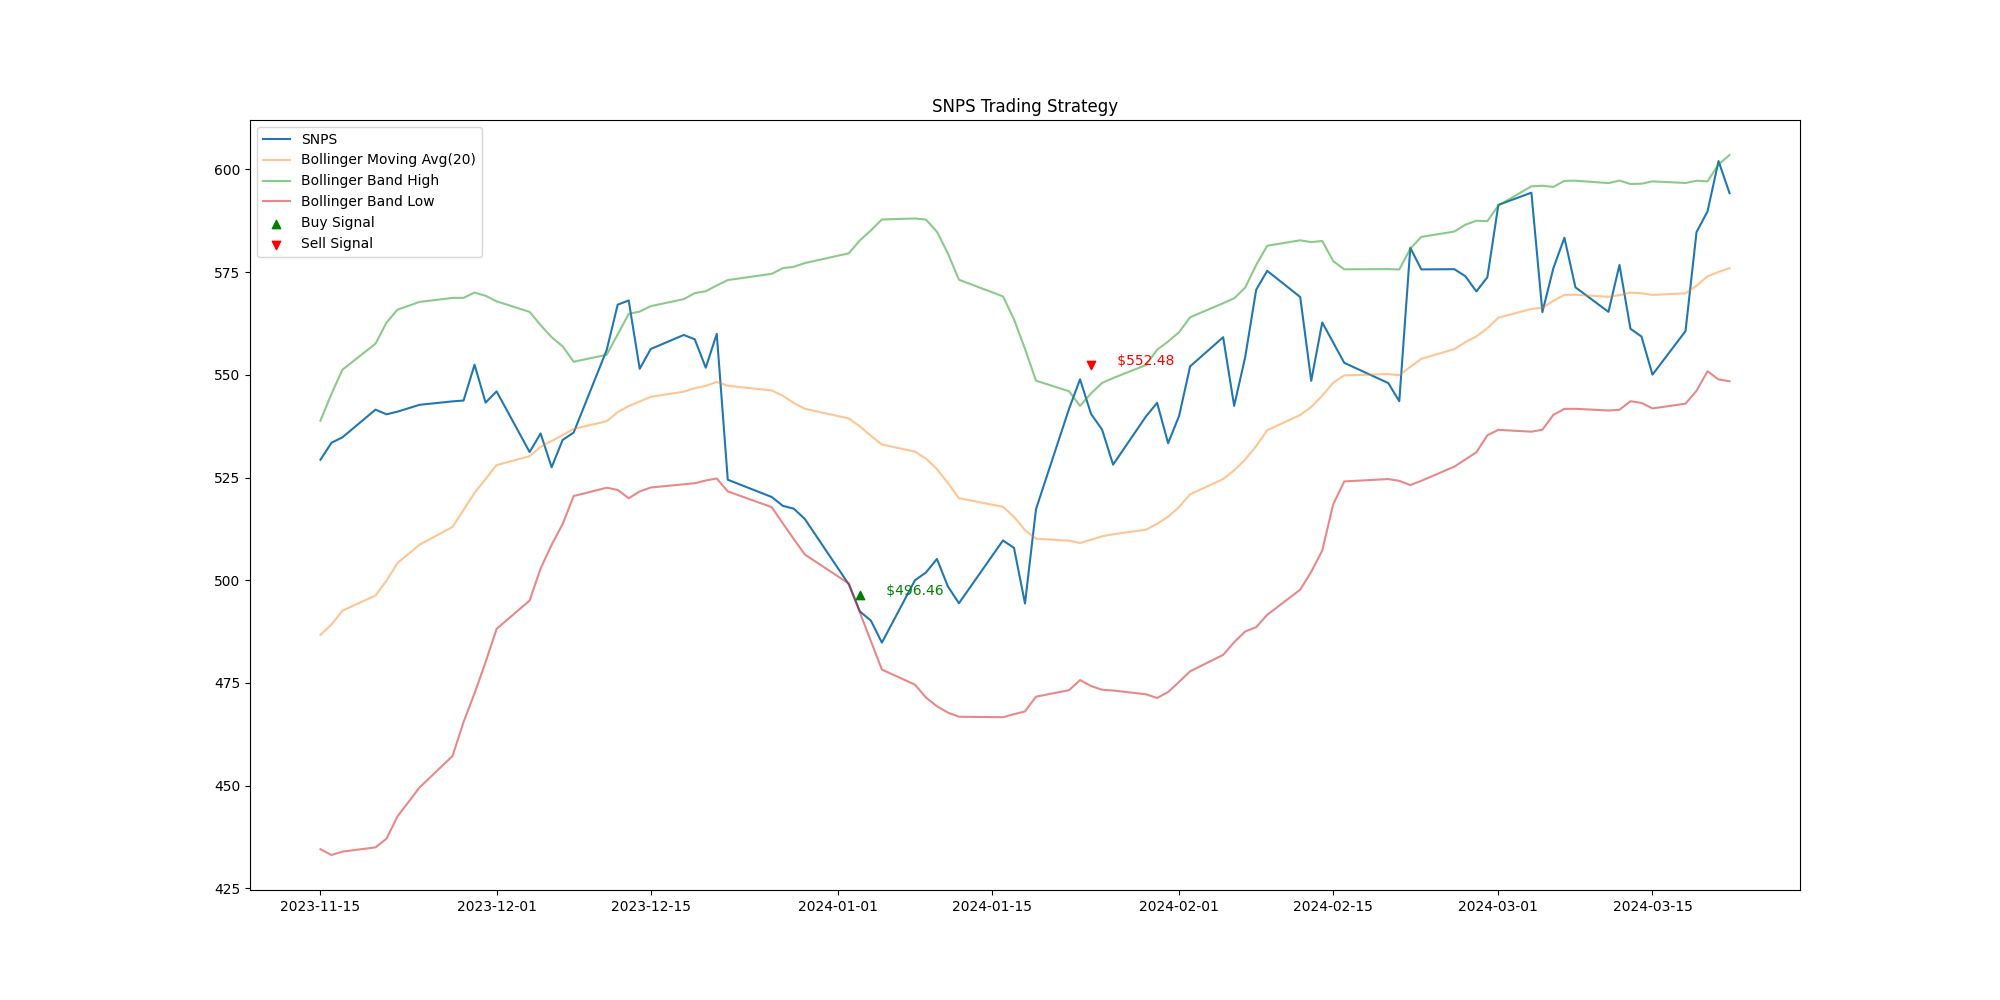 SNPS Trading Strategy
SNPS
Bollinger Moving Avg(20)
Bollinger Band High
Bollinger Band Low
Buy Signal
Sell Signal
600
575
550
525
500
475
450
425
$552.48
$496.46
2023-11-15
2023-12-01
2023-12-15
2024-01-01
2024-01-15
2024-02-01
2024-02-15
2024-03-01
2024-03-15